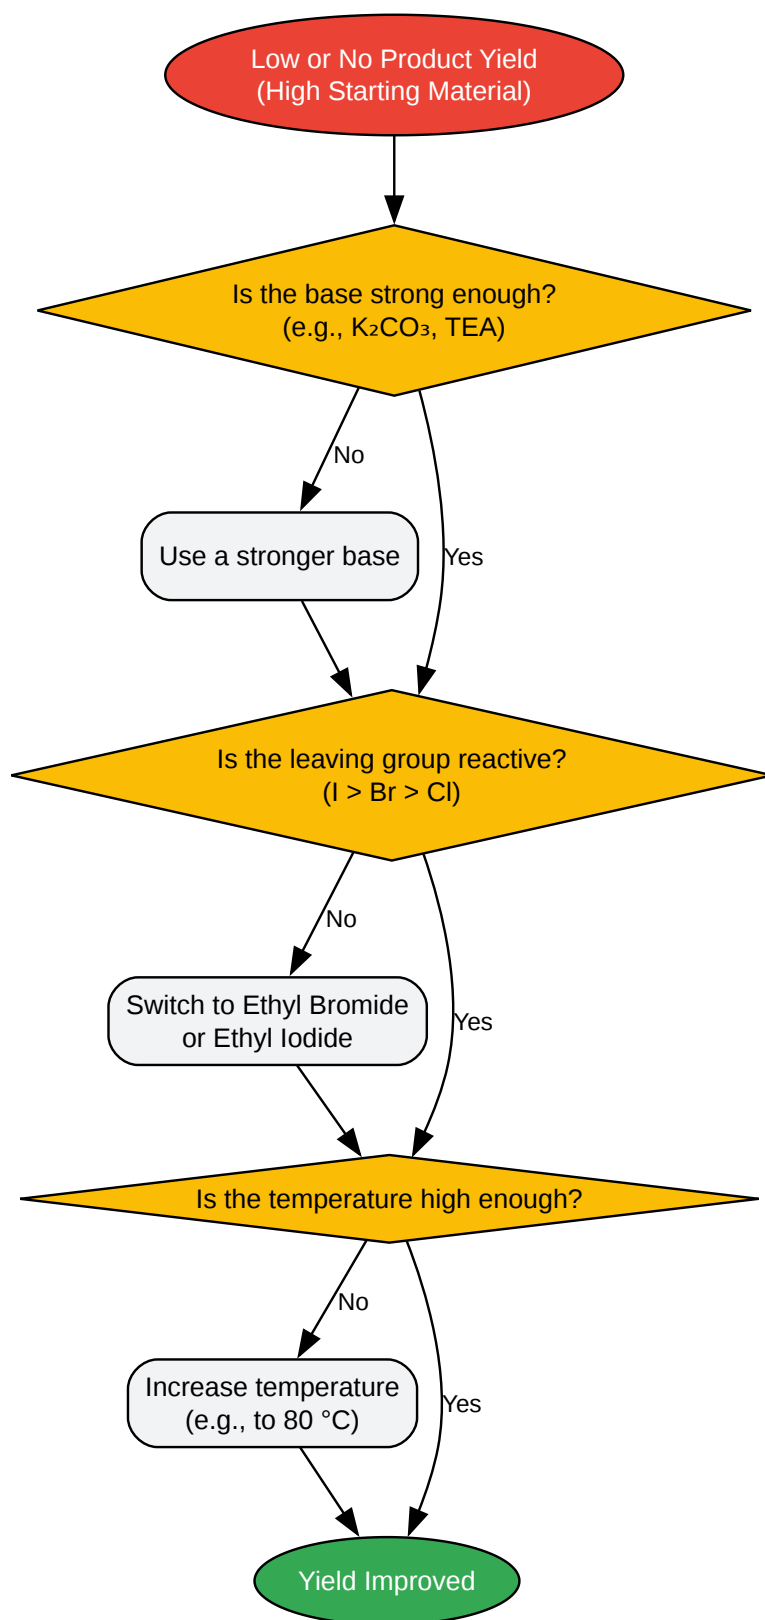 Low or No Product Yield
(High Starting Material)
Is the base strong enough?
(e.g., K₂CO₃, TEA)
No
Use a stronger base
Yes
Is the leaving group reactive?
(I > Br > Cl)
No
Switch to Ethyl Bromide
or Ethyl Iodide
Yes
Is the temperature high enough?
No
Increase temperature
(e.g., to 80 °C)
Yes
Yield Improved